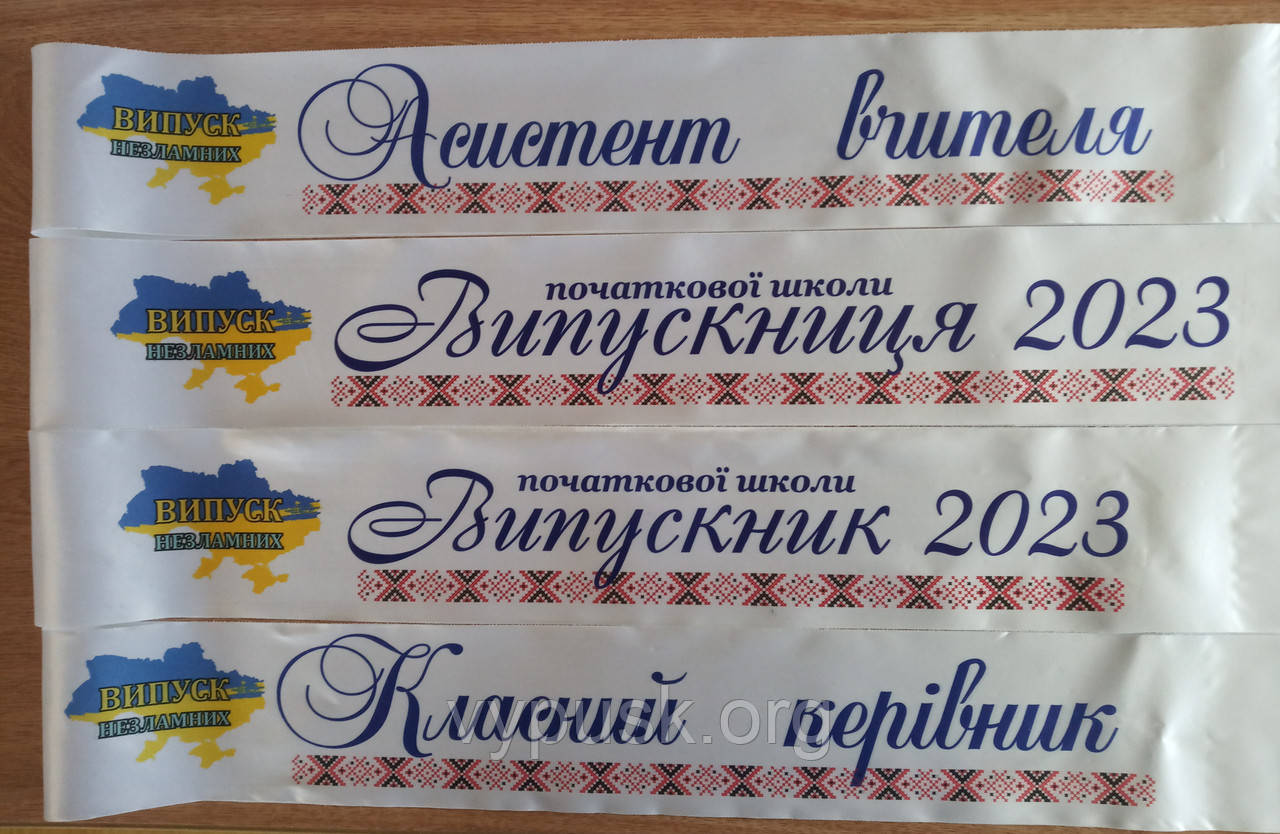 ВИПУСК
НЕЗЛАМНИХ
Асистент вчителя
ВИПУСК
НЕЗЛАМНИХ
початкової школи
Випускниця 2023
ВИПУСК
НЕЗЛАМНИХ
початкової школи
Випускник 2023
ВИПУСК
НЕЗЛАМНИХ
Класний керівник
vypusk.org